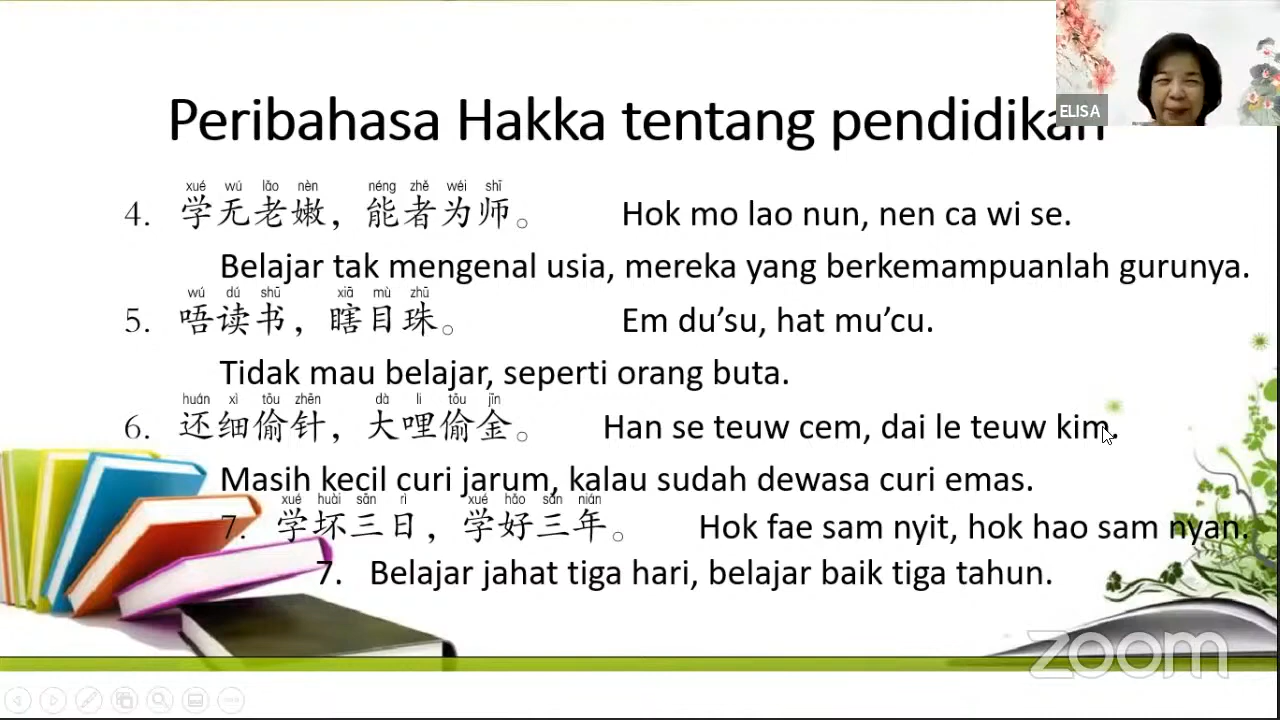 ELISA
Peribahasa Hakka tentang pendidikan
xué wú lǎo nèn néng zhě wéi shī
4. 学无老嫩，能者为师。 Hok mo lao nun, nen ca wi se.
Belajar tak mengenal usia, mereka yang berkemampuanlah gurunya.
wú dú shū xiā mù zhū
5. 唔读书，瞎目珠。 Em du’su, hat mu’cu.
Tidak mau belajar, seperti orang buta.
huán xì tōu zhēn dà li tōu jīn
6. 还细偷针，大哩偷金。 Han se teuw cem, dai le teuw kim.
Masih kecil curi jarum, kalau sudah dewasa curi emas.
xué huài sān rì xué hǎo sān nián
7. 学坏三日，学好三年。 Hok fae sam nyit, hok hao sam nyan.
7. Belajar jahat tiga hari, belajar baik tiga tahun.
zoom